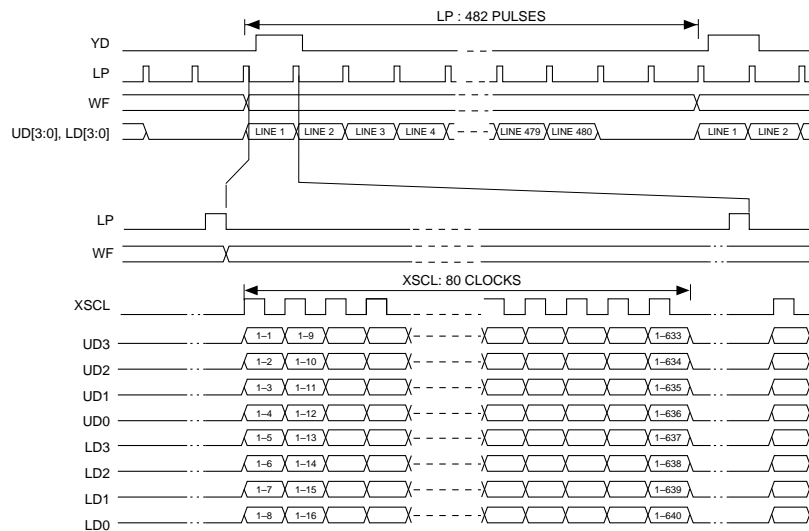 LP : 482 PULSES
YD
LP
WF
UD[3:0], LD[3:0] LINE 1 LINE 2 LINE 3 LINE 4 LINE 479 LINE 480 LINE 1 LINE 2
LP
WF
XSCL: 80 CLOCKS
XSCL
UD3 1–1 1–9 1–633
UD2 1–2 1–10 1–634
UD1 1–3 1–11 1–635
UD0 1–4 1–12 1–636
LD3 1–5 1–13 1–637
LD2 1–6 1–14 1–638
LD1 1–7 1–15 1–639
LD0 1–8 1–16 1–640